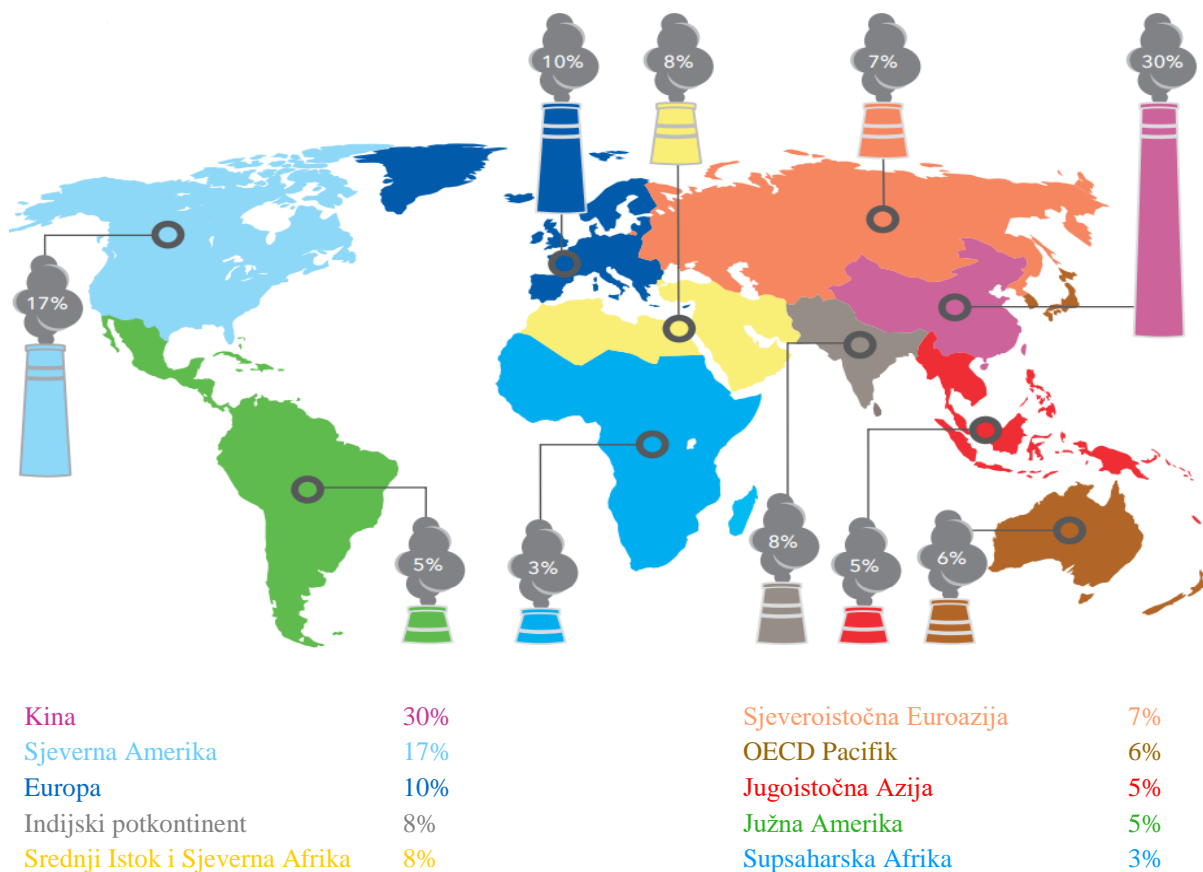 10%
8%
7%
30%
17%
5%
3%
8%
5%
6%
Kina 30%
Sjeverna Amerika 17%
Europa 10%
Indijski potkontinent 8%
Srednji Istok i Sjeverna Afrika 8%
Sjeveroistočna Euroazija 7%
OECD Pacifik 6%
Jugoistočna Azija 5%
Južna Amerika 5%
Supsaharska Afrika 3%